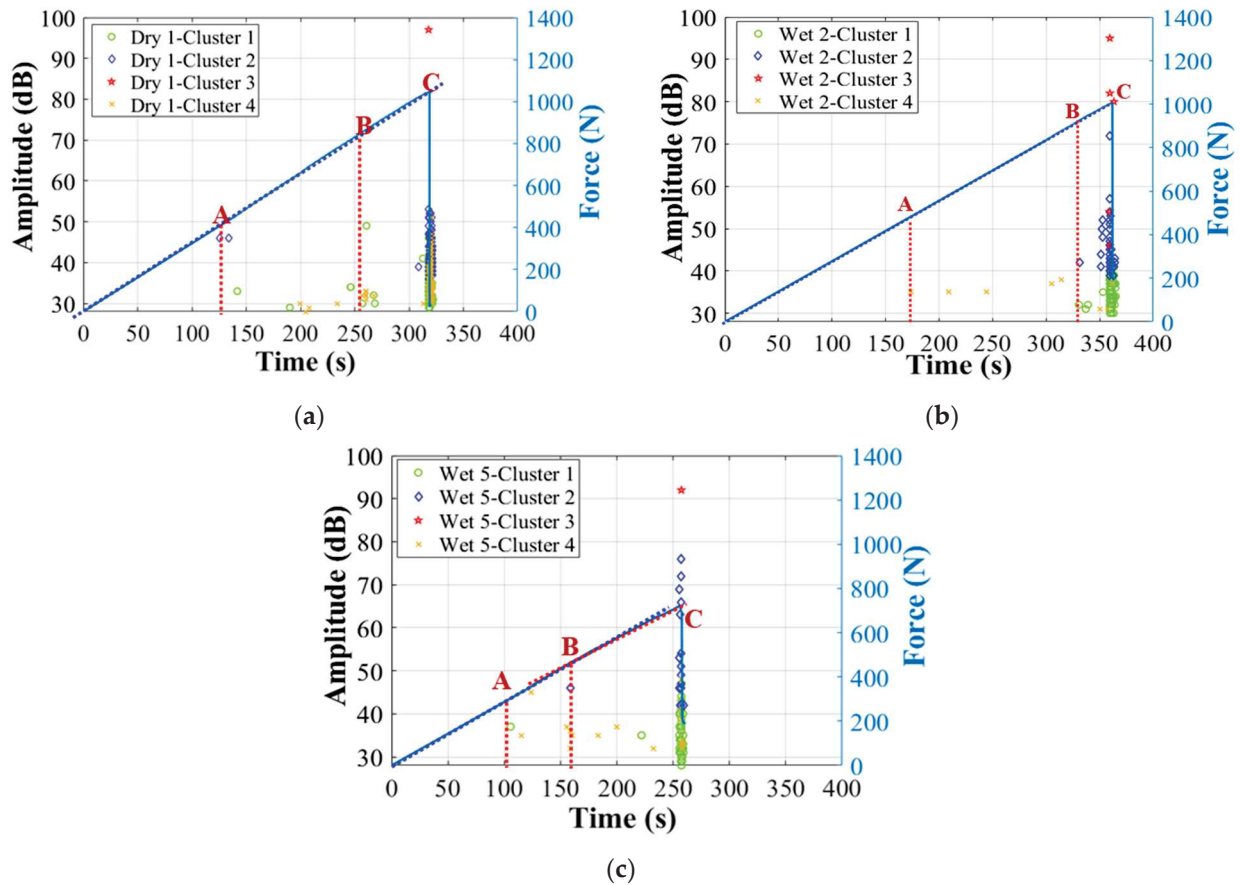 100
90
80
70
60
50
40
30
Amplitude (dB)
Dry 1-Cluster 1
Dry 1-Cluster 2
Dry 1-Cluster 3
Dry 1-Cluster 4
A
B
C
1400
1200
1000
800
600
400
200
0
Force (N)
0 50 100 150 200 250 300 350 400
Time (s)
(a)
100
90
80
70
60
50
40
30
Amplitude (dB)
Wet 2-Cluster 1
Wet 2-Cluster 2
Wet 2-Cluster 3
Wet 2-Cluster 4
A
B
C
1400
1200
1000
800
600
400
200
0
Force (N)
0 50 100 150 200 250 300 350 400
Time (s)
(b)
100
90
80
70
60
50
40
30
Amplitude (dB)
Wet 5-Cluster 1
Wet 5-Cluster 2
Wet 5-Cluster 3
Wet 5-Cluster 4
A
B
C
1400
1200
1000
800
600
400
200
0
Force (N)
0 50 100 150 200 250 300 350 400
Time (s)
(c)